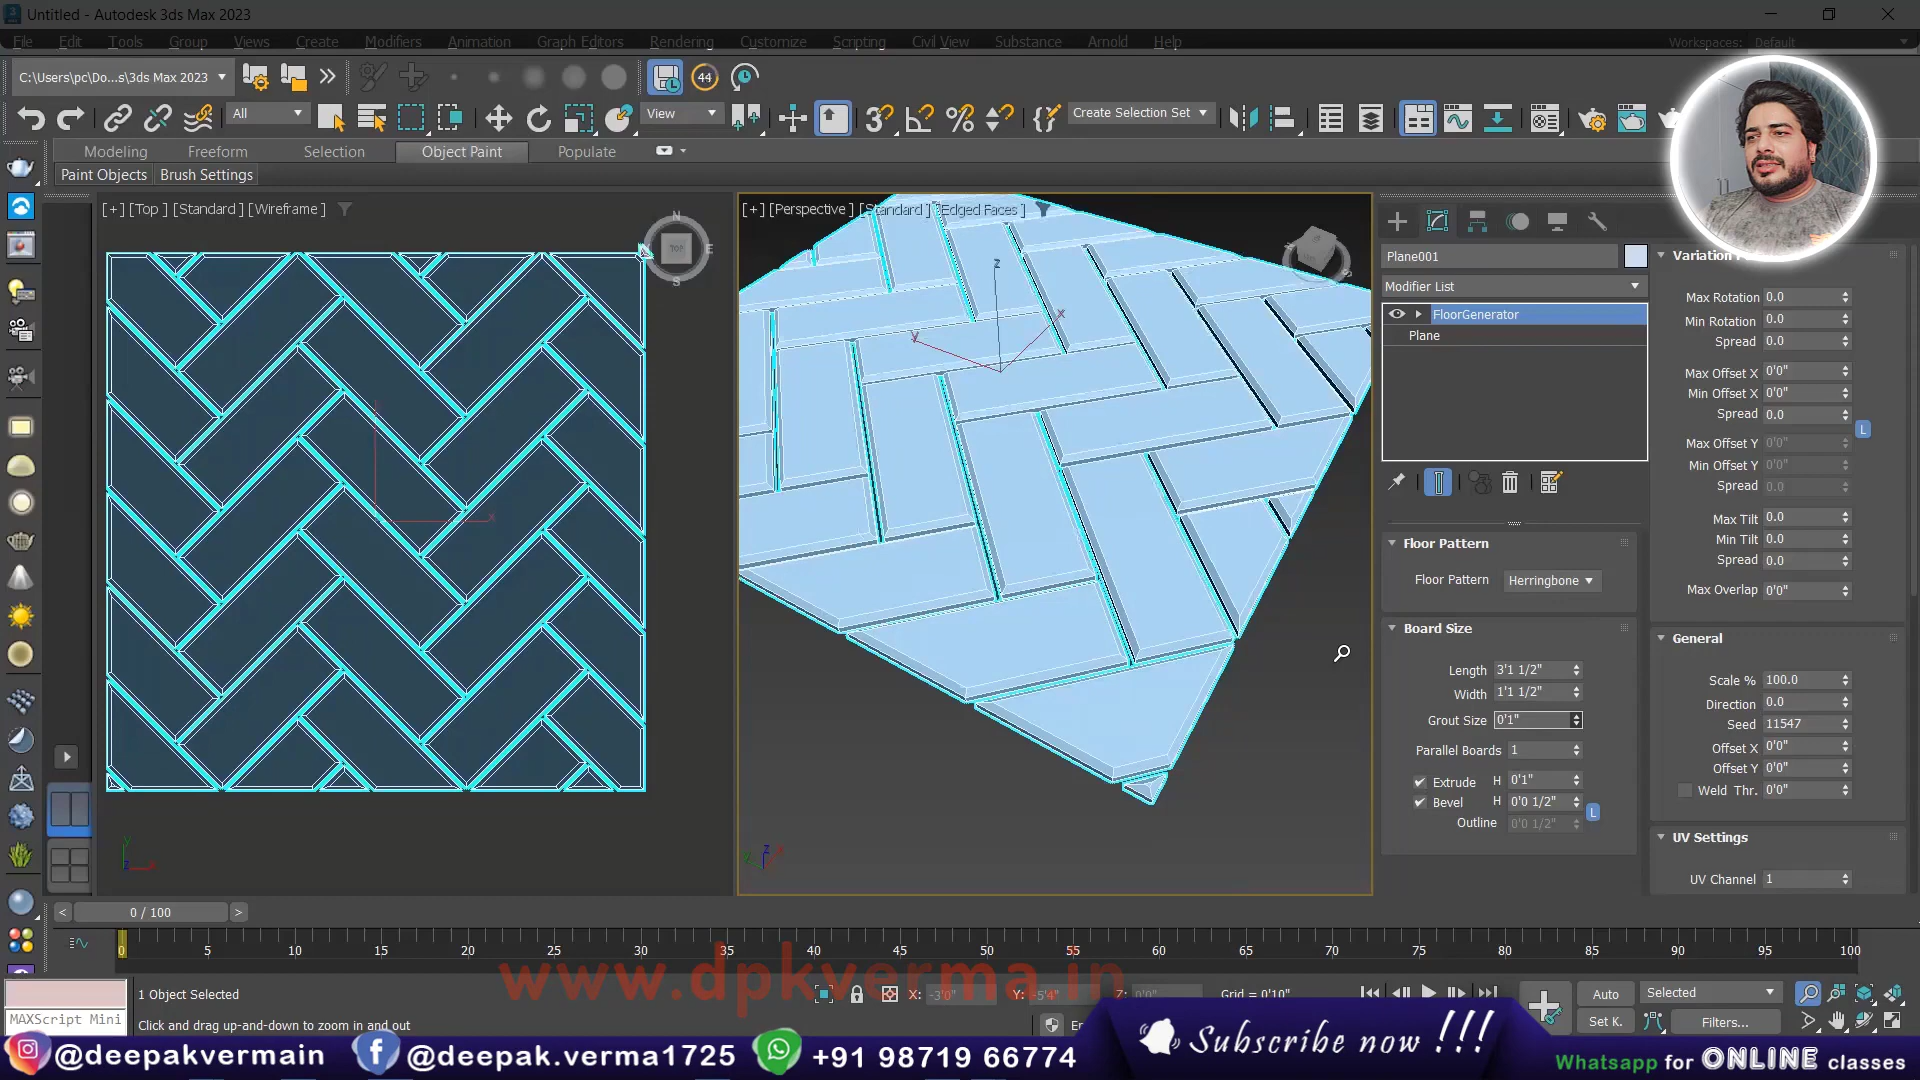 Untitled - Autodesk 3ds Max 2023
File Edit Tools Group Views Create Modifiers Animation Graph Editors Rendering Customize Scripting Civil View Substance Arnold Help
Workspaces: Default
C:\Users\pc\Do...s\3ds Max 2023
44
All
View
Create Selection Set
Modeling Freeform Selection Object Paint Populate
Paint Objects Brush Settings
[+] [Top ] [Standard ] [Wireframe ]
N
TOP
E
S
[+] [Perspective ] [Standard ] [Edged Faces ]
z
x
y
x
Plane001
Modifier List
FloorGenerator
Plane
Floor Pattern
Floor Pattern Herringbone
Board Size
Length 3'1 1/2"
Width 1'1 1/2"
Grout Size 0'1"
Parallel Boards 1
Extrude H 0'1"
Bevel H 0'0 1/2"
L
Outline 0'0 1/2"
Max Rotation 0.0
Min Rotation 0.0
Spread 0.0
Max Offset X 0'0"
Min Offset X 0'0"
Spread 0.0
L
Max Offset Y 0'0"
Min Offset Y 0'0"
Spread 0.0
Max Tilt 0.0
Min Tilt 0.0
Spread 0.0
Max Overlap 0'0"
General
Scale % 100.0
Direction 0.0
Seed 11547
Offset X 0'0"
Offset Y 0'0"
Weld Thr. 0'0"
UV Settings
UV Channel 1
< 0 / 100 >
0 5 10 15 20 25 30 35 40 45 50 55 60 65 70 75 80 85 90 95 100
www.dpkverma.in
1 Object Selected
X: -3'0" Y: -5'4" Z: 0'0" Grid = 0'10"
Auto Selected
MAXScript Mini
Click and drag up-and-down to zoom in and out
Set K. Filters...
@deepakvermain @deepak.verma1725 +91 98719 66774
Subscribe now !!!
Whatsapp for ONLINE classes